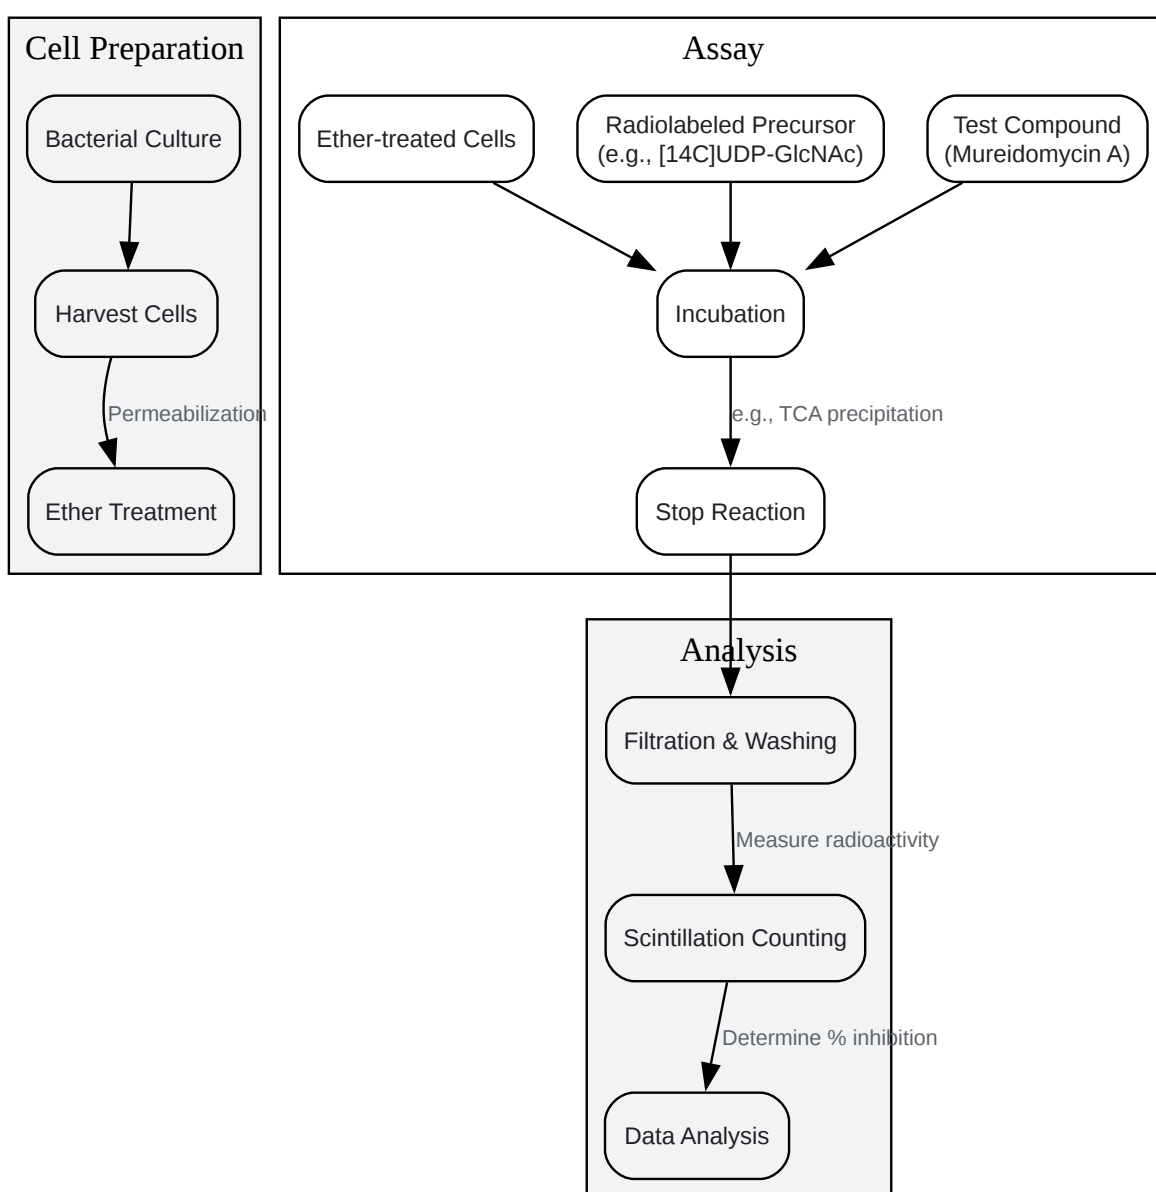 Cell Preparation
Bacterial Culture
Harvest Cells
Permeabilization
Ether Treatment
Assay
Ether-treated Cells
Radiolabeled Precursor
(e.g., [14C]UDP-GlcNAc)
Test Compound
(Mureidomycin A)
Incubation
e.g., TCA precipitation
Stop Reaction
Analysis
Filtration & Washing
Measure radioactivity
Scintillation Counting
Determine % inhibition
Data Analysis